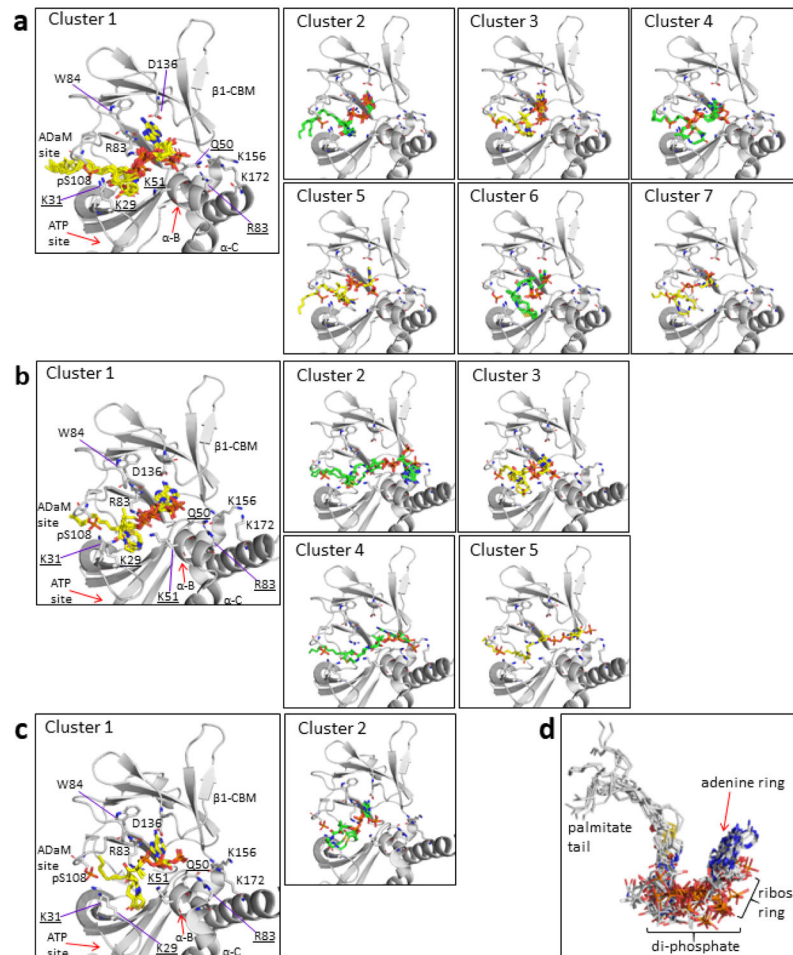 a
Cluster 1
D136
W84
β1-CBM
ADaM
site
R83
Q50
K156
pS108
K172
K31
K51
K29
R83
ATP
site
α-B
α-C
Cluster 2
Cluster 3
Cluster 4
Cluster 5
Cluster 6
Cluster 7
b
Cluster 1
W84
β1-CBM
D136
ADaM
site
R83
Q50
K156
pS108
K172
K31
K29
ATP
site
α-B
R83
K51
α-C
Cluster 2
Cluster 3
Cluster 4
Cluster 5
c
Cluster 1
W84
β1-CBM
D136
ADaM
site
R83
Q50
K156
pS108
K51
K172
K31
α-B
R83
ATP
site
K29
α-C
Cluster 2
d
adenine ring
palmitate
tail
ribos
ring
di-phosphate